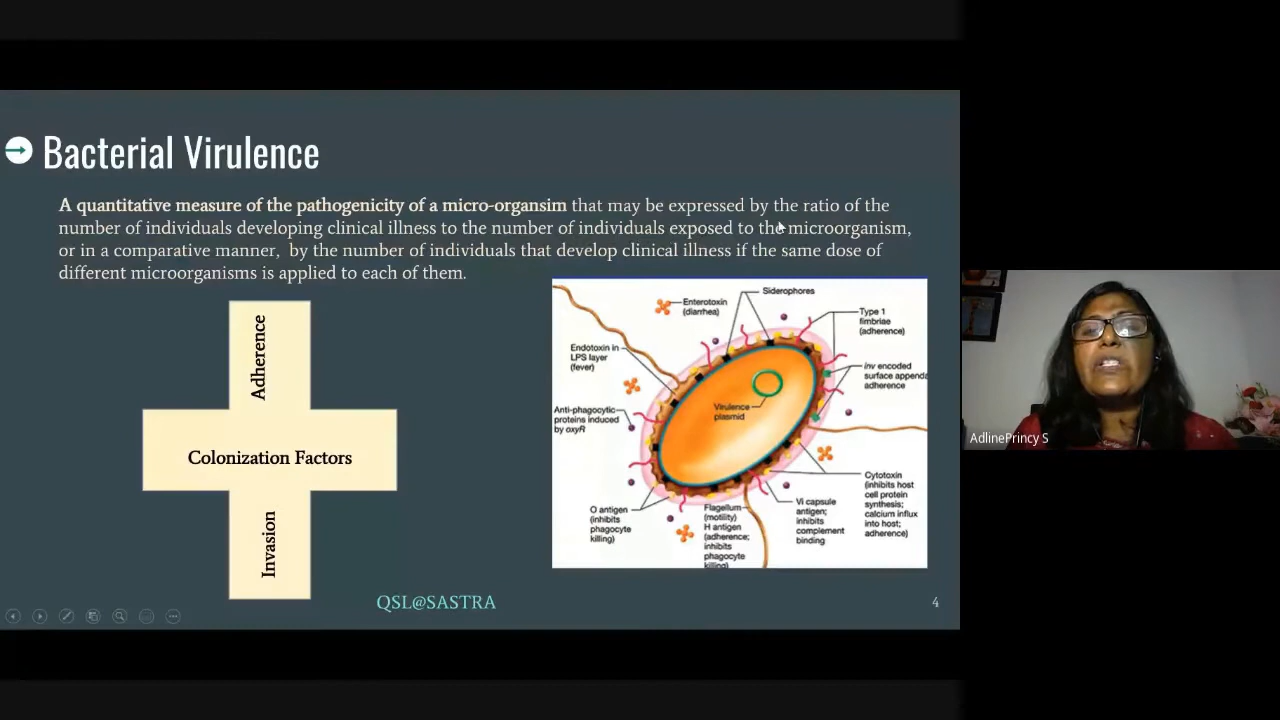 Bacterial Virulence
A quantitative measure of the pathogenicity of a micro-organsim that may be expressed by the ratio of the
number of individuals developing clinical illness to the number of individuals exposed to the microorganism,
or in a comparative manner, by the number of individuals that develop clinical illness if the same dose of
different microorganisms is applied to each of them.
Adherence
Colonization Factors
Invasion
Enterotoxin
(diarrhea)
Siderophores
Type 1
fimbriae
(adherence)
Endotoxin in
LPS layer
(fever)
inv encoded
surface appenda
adherence
Virulence
plasmid
Anti-phagocytic
proteins induced
by oxyR
O antigen
(inhibits
phagocyte
killing)
Flagellum
(motility)
H antigen
(adherence;
inhibits
phagocyte
killing)
Vi capsule
antigen;
inhibits
complement
binding
Cytotoxin
(inhibits host
cell protein
synthesis;
calcium influx
into host;
adherence)
QSL@SASTRA
4
AdlinePrincy S